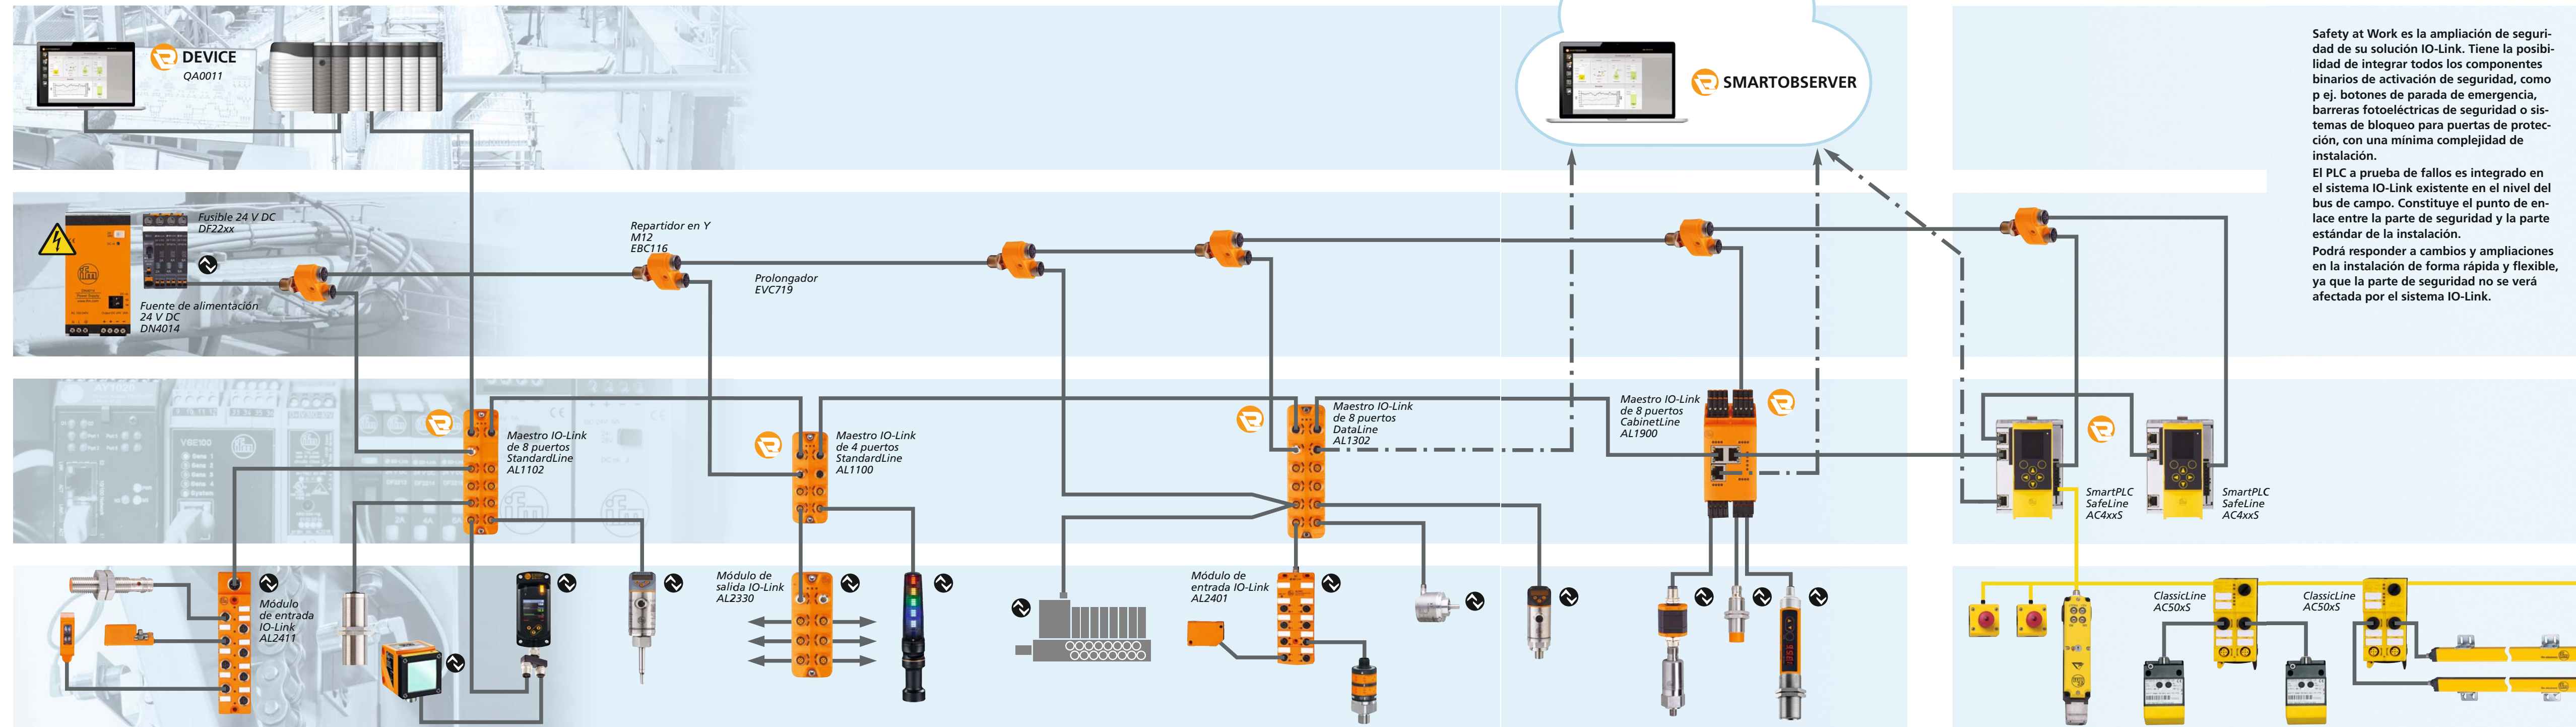 DEVICE
QA0011
SMARTOBSERVER
Safety at Work es la ampliación de seguri-
dad de su solución IO-Link. Tiene la posibi-
lidad de integrar todos los componentes
binarios de activación de seguridad, como
p ej. botones de parada de emergencia,
barreras fotoeléctricas de seguridad o sis-
temas de bloqueo para puertas de protec-
ción, con una mínima complejidad de
instalación.
El PLC a prueba de fallos es integrado en
el sistema IO-Link existente en el nivel del
bus de campo. Constituye el punto de en-
lace entre la parte de seguridad y la parte
estándar de la instalación.
Podrá responder a cambios y ampliaciones
en la instalación de forma rápida y flexible,
ya que la parte de seguridad no se verá
afectada por el sistema IO-Link.
Fusible 24 V DC
DF22xx
ifm
Fuente de alimentación
24 V DC
DN4014
Repartidor en Y
M12
EBC116
Prolongador
EVC719
AY1020
VGE100
ifm
Maestro IO-Link
de 8 puertos
StandardLine
AL1102
Maestro IO-Link
de 4 puertos
StandardLine
AL1100
Maestro IO-Link
de 8 puertos
DataLine
AL1302
Maestro IO-Link
de 8 puertos
CabinetLine
AL1900
SmartPLC
SafeLine
AC4xxS
SmartPLC
SafeLine
AC4xxS
Módulo
de entrada
IO-Link
AL2411
Módulo de
salida IO-Link
AL2330
Módulo de
entrada IO-Link
AL2401
ClassicLine
AC50xS
ClassicLine
AC50xS